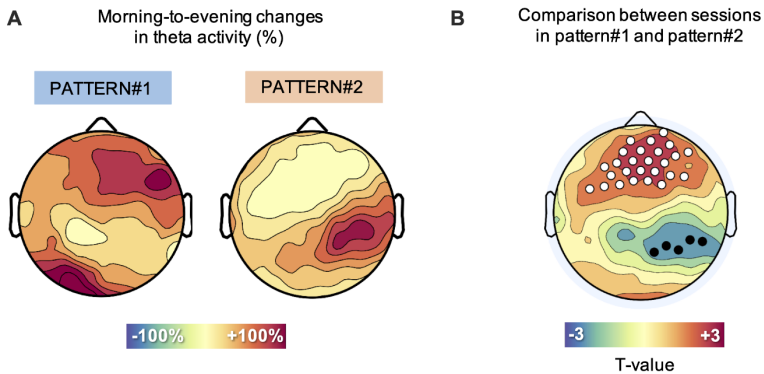 A
Morning-to-evening changes
in theta activity (%)
PATTERN#1
PATTERN#2
-100%
+100%
B
Comparison between sessions
in pattern#1 and pattern#2
-3
+3
T-value